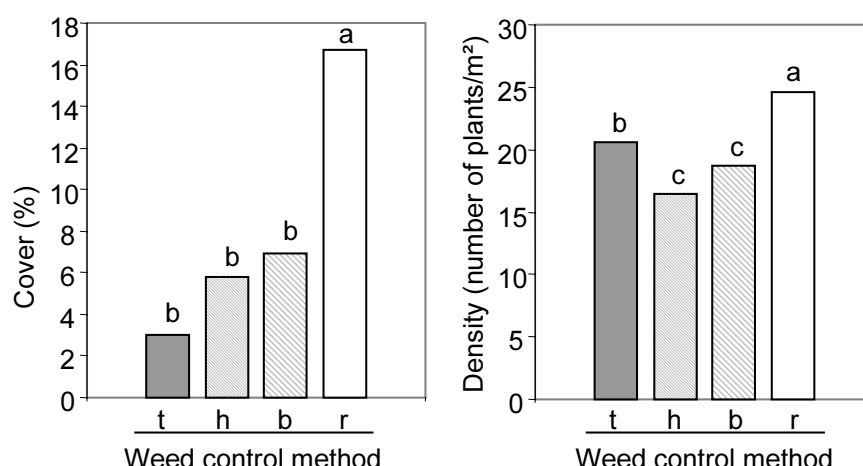 Cover (%)
18
16
14
12
10
8
6
4
2
0
a
b
b
b
t h b r
Weed control method
Density (number of plants/m²)
30
25
20
15
10
5
0
a
b
c
c
t h b r
Weed control method